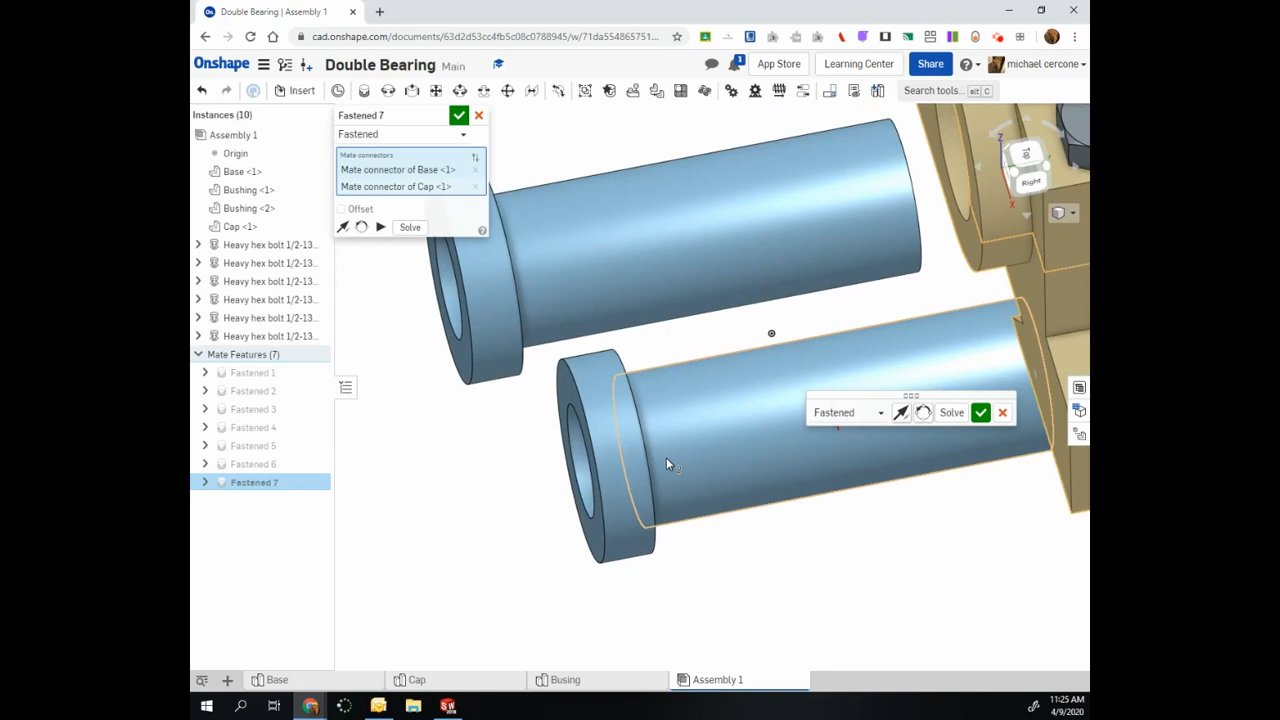 Double Bearing | Assembly 1
cad.onshape.com/documents/63d2d53cc4fb5c08c0788945/w/71da554865751...
Onshape
Double Bearing Main
1
App Store
Learning Center
Share
michael cercone
Insert
Search tools... alt C
Instances (10)
Assembly 1
Origin
Base <1>
Bushing <1>
Bushing <2>
Cap <1>
Heavy hex bolt 1/2-13...
Heavy hex bolt 1/2-13...
Heavy hex bolt 1/2-13...
Heavy hex bolt 1/2-13...
Heavy hex bolt 1/2-13...
Heavy hex bolt 1/2-13...
Mate Features (7)
Fastened 1
Fastened 2
Fastened 3
Fastened 4
Fastened 5
Fastened 6
Fastened 7
Fastened 7
Fastened
Mate connectors
Mate connector of Base <1>
Mate connector of Cap <1>
Offset
Solve
Z
Top
Right
X
Fastened
Solve
2
Base
Cap
Busing
Assembly 1
11:25 AM
4/9/2020